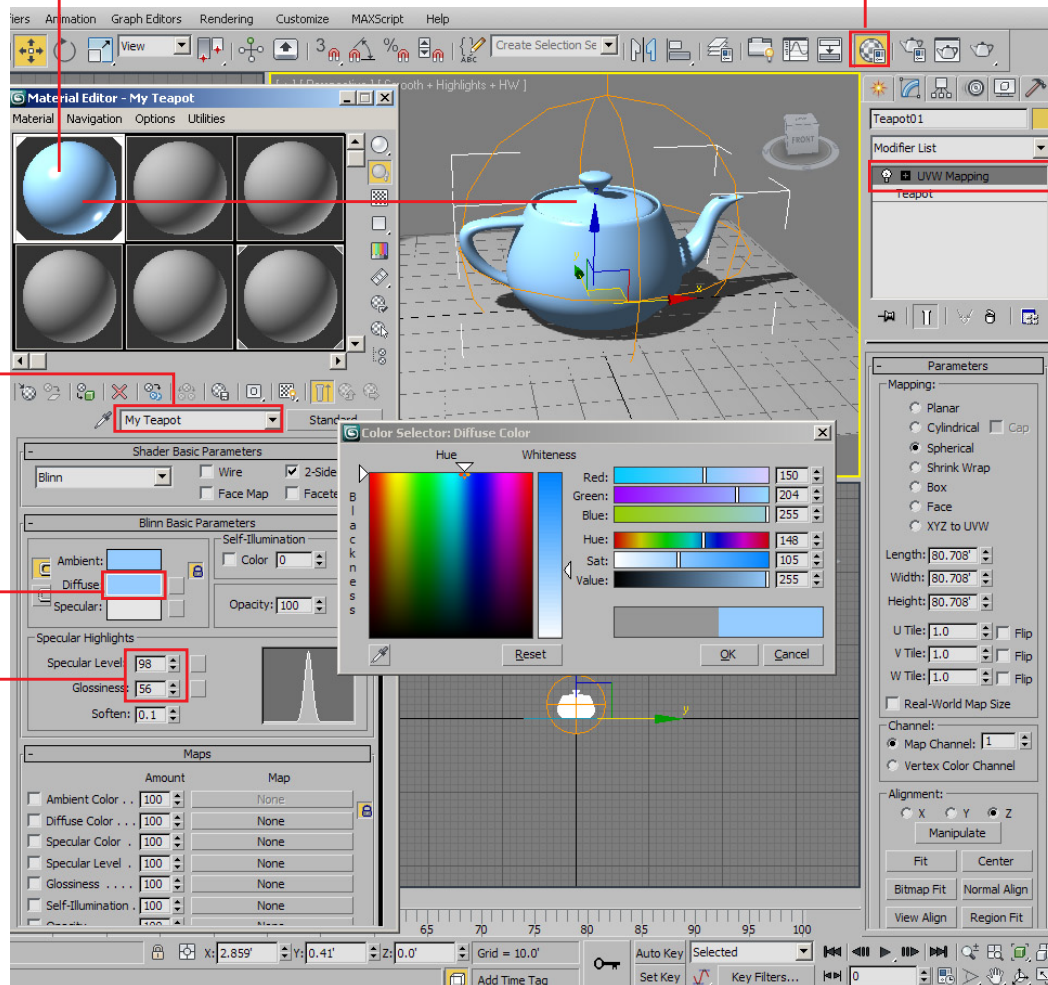 Animation Graph Editors Rendering Customize MAXScript Help
View
3
%
ABC
Create Selection Se
Smooth + Highlights + HW ]
Material Editor - My Teapot
Material Navigation Options Utilities
FRONT
z
y
x
Teapot01
Modifier List
UVW Mapping
Teapot
My Teapot
Standard
Shader Basic Parameters
Blinn
Wire
2-Side
Face Map
Facete
Blinn Basic Parameters
Self-Illumination
Ambient:
Color 0
Diffuse
Specular:
Opacity: 100
Specular Highlights
Specular Level: 98
Glossiness: 56
Soften: 0.1
Maps
Amount Map
Ambient Color . . 100 None
Diffuse Color . . . 100 None
Specular Color . 100 None
Specular Level . 100 None
Glossiness . . . . 100 None
Self-Illumination . 100 None
Color Selector: Diffuse Color
Hue Whiteness
Blackness
Red: 150
Green: 204
Blue: 255
Hue: 148
Sat: 105
Value: 255
Reset
OK
Cancel
y
Parameters
Mapping:
Planar
Cylindrical Cap
Spherical
Shrink Wrap
Box
Face
XYZ to UVW
Length: 80.708'
Width: 80.708'
Height: 80.708'
U Tile: 1.0 Flip
V Tile: 1.0 Flip
W Tile: 1.0 Flip
Real-World Map Size
Channel:
Map Channel: 1
Vertex Color Channel
Alignment:
X Y Z
Manipulate
Fit Center
Bitmap Fit Normal Align
View Align Region Fit
65 70 75 80 85 90 95 100
X: 2.859' Y: 0.41' Z: 0.0' Grid = 10.0'
Auto Key Selected
Add Time Tag
Set Key Key Filters... 0